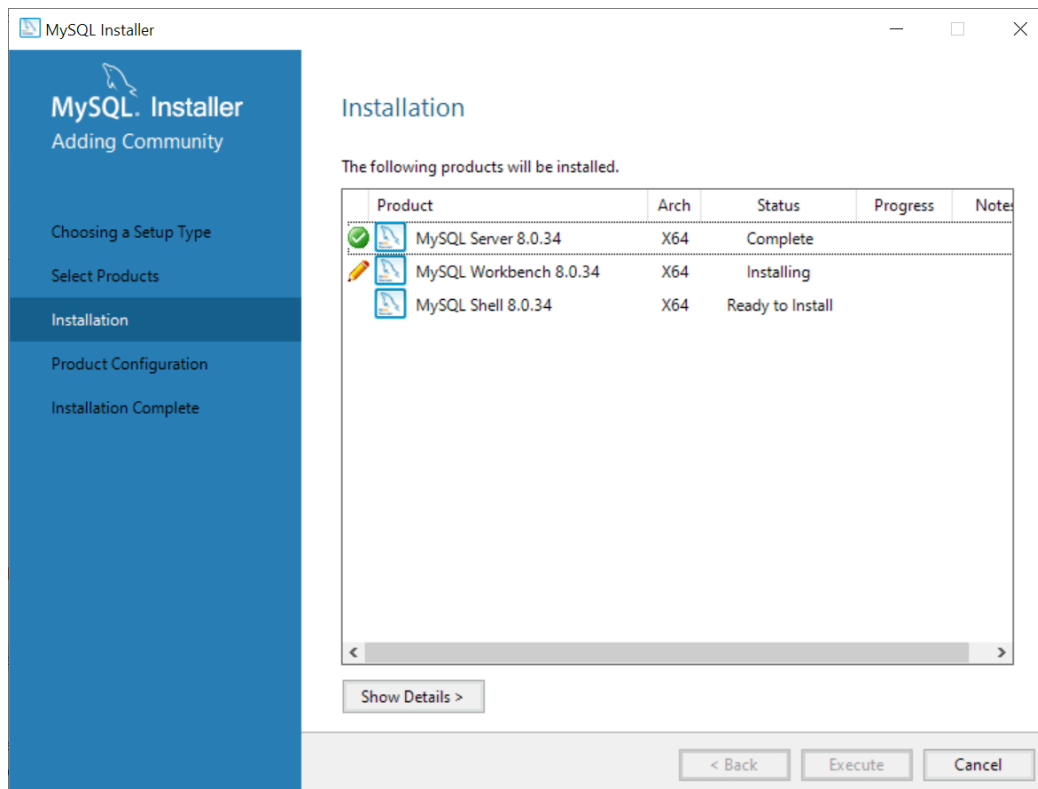 MySQL Installer
MySQL. Installer
Adding Community
Choosing a Setup Type
Select Products
Installation
Product Configuration
Installation Complete
Installation
The following products will be installed.
Product Arch Status Progress Notes
MySQL Server 8.0.34 X64 Complete
MySQL Workbench 8.0.34 X64 Installing
MySQL Shell 8.0.34 X64 Ready to Install
Show Details >
< Back Execute Cancel